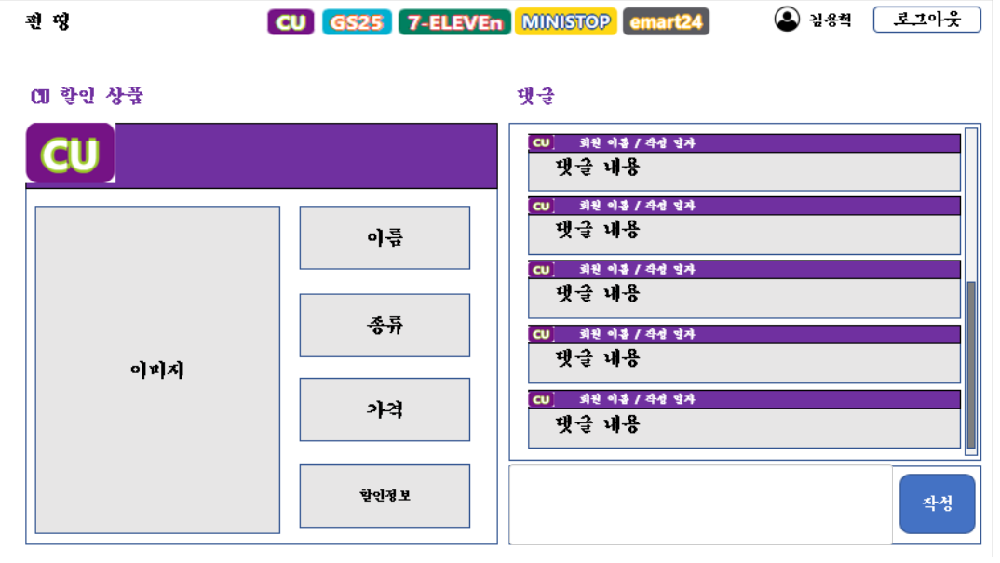 편 띵
CU GS25 7-ELEVEn MINISTOP emart24
김용혁 로그아웃
CU 할인 상품
CU
이미지
이름
종류
가격
할인정보
댓글
CU 회원 이름 / 작성 일자
댓글 내용
CU 회원 이름 / 작성 일자
댓글 내용
CU 회원 이름 / 작성 일자
댓글 내용
CU 회원 이름 / 작성 일자
댓글 내용
CU 회원 이름 / 작성 일자
댓글 내용
작성